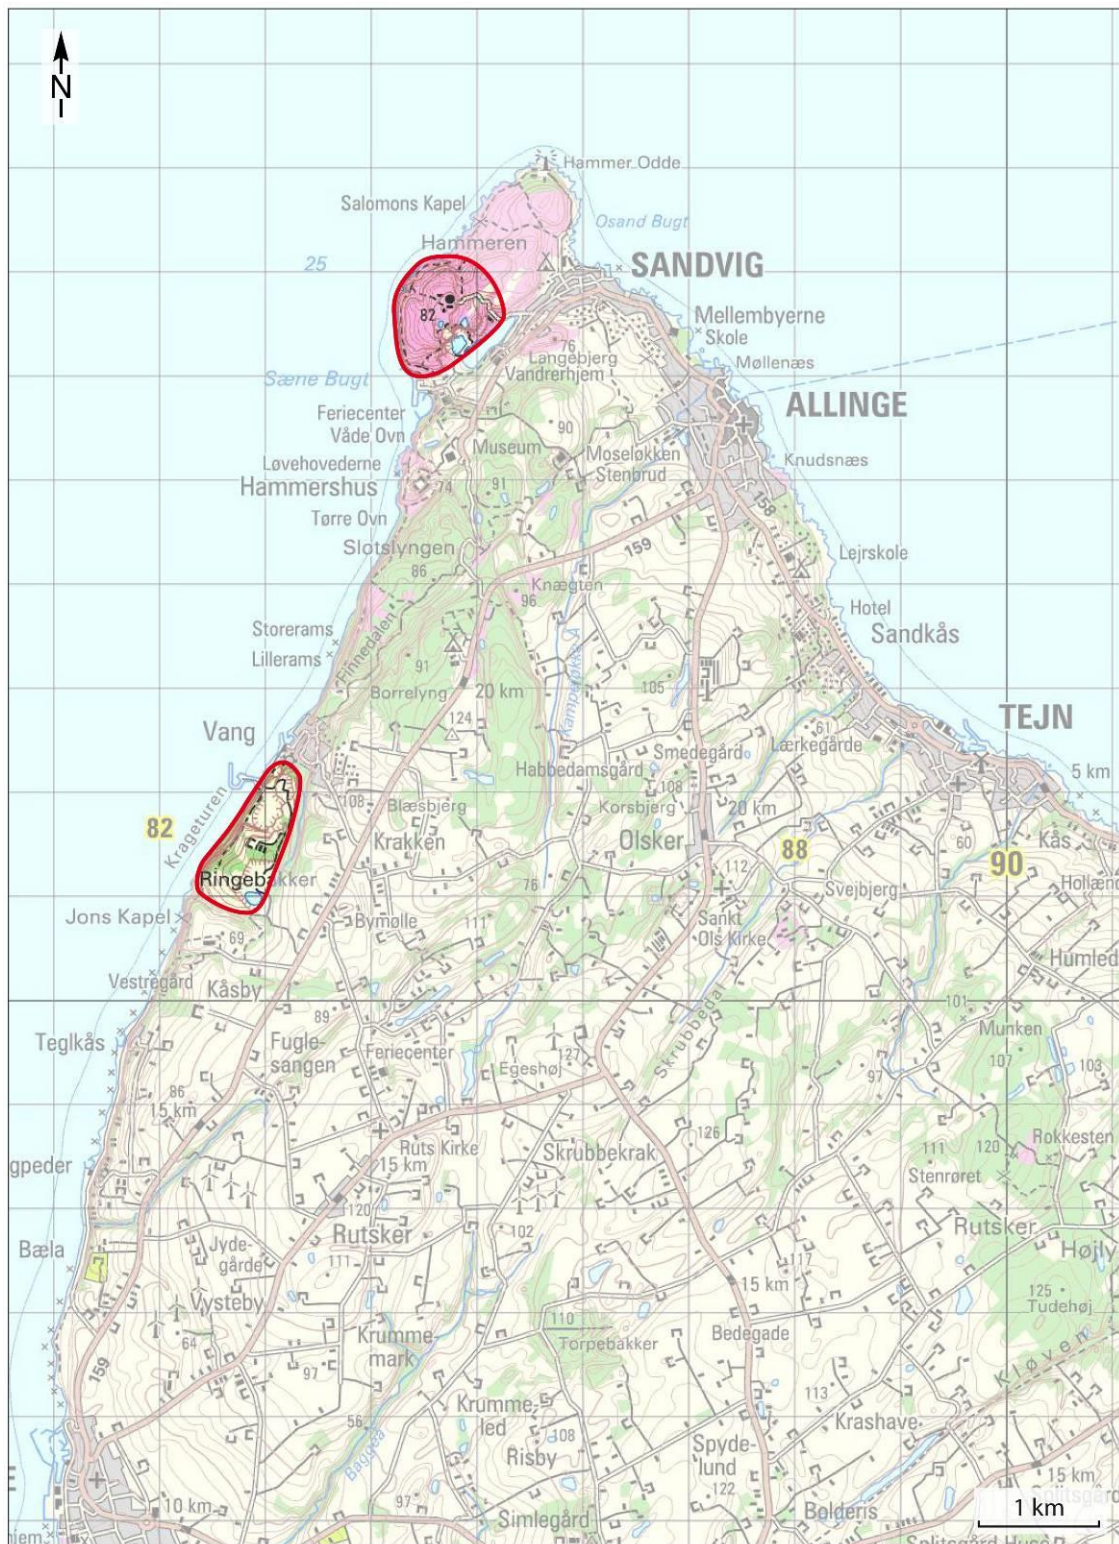 N
Hammer Odde
Salomons Kapel
Osand Bugt
Hammeren
25
SANDVIG
82
Mellembyerne
Skole
76
Langebjerg
Vandrerhjem
Møllenæs
Sæne Bugt
ALLINGE
Feriecenter
Våde Ovn
90
Museum
Moseløkken
Stenbrud
Knudsnæs
Løvehovederne
Hammershus
74
91
158
Tørre Ovn
Slotslyngen
159
Lejrskole
86
Knægten
96
Hotel
Sandkås
Storerams
Lillerams
Finnedalen
91
Kampeløkke Å
105
Borrelyng
20 km
Vang
124
TEJN
61
Smedegård
Lærkegårde
Habbedamsgård
5 km
108
108
Blæsbjerg
Korsbjerg
20 km
Krageturen
82
Krakken
Olsker
88
60
Kås
90
112
Ringebakker
76
Svejbjerg
Jons Kapel
Bymølle
111
Sankt
Ols Kirke
69
Humled
Vestregård
Kåsby
101
89
Skrubbeda
Munken
Teglkås
Fugle-
sangen
Feriecenter
127
107
103
Egeshøj
97
86
15 km
126
Ruts Kirke
Skrubbekrak
111
120
Rokkesten
gpeder
15 km
Stenrøret
120
Rutsker
102
Rutsker
Bæla
Jyde-
gårde
111
117
Højly
15 km
125
Tudehøj
Vysteby
64
110
Bedegade
Krumme-
mark
Torpebakker
Kløven
159
97
113
Krumme-
led
Krashave
56
Baggeå
108
Spyde-
lund
Risby
15 km
122
97
10 km
Simlegård
Bolderis
1 km